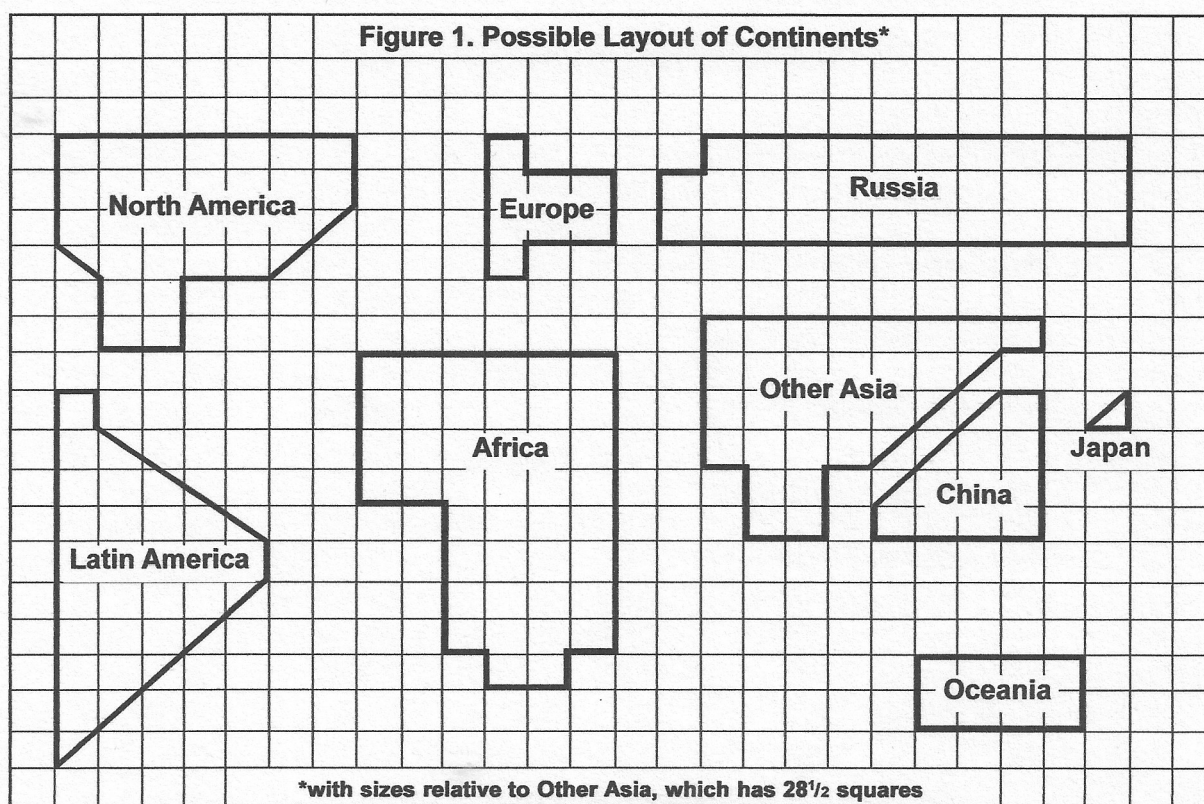 Figure 1. Possible Layout of Continents*
North America
Europe
Russia
Other Asia
Africa
Japan
China
Latin America
Oceania
*with sizes relative to Other Asia, which has 28½ squares